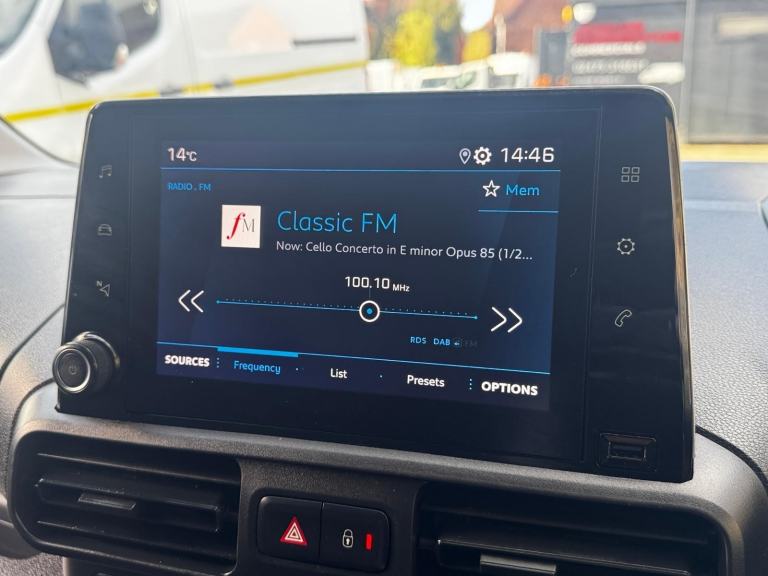 14°C
14:46
RADIO . FM
Mem
fM
Classic FM
Now: Cello Concerto in E minor Opus 85 (1/2...
100.10 MHz
RDS DAB
SOURCES
Frequency
List
Presets
OPTIONS
N